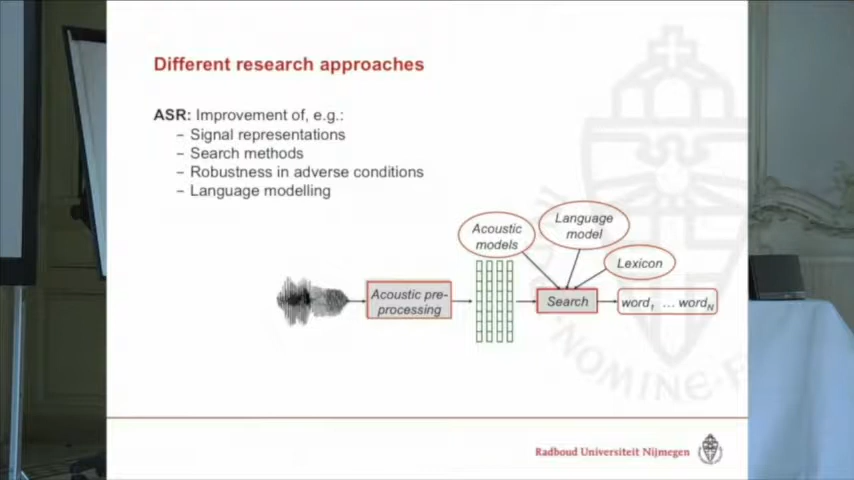 Different research approaches
ASR: Improvement of, e.g.:
– Signal representations
– Search methods
– Robustness in adverse conditions
– Language modelling
Acoustic
models
Language
model
Lexicon
Acoustic pre-
processing
Search
word1 ... wordN
NOMINE
Radboud Universiteit Nijmegen